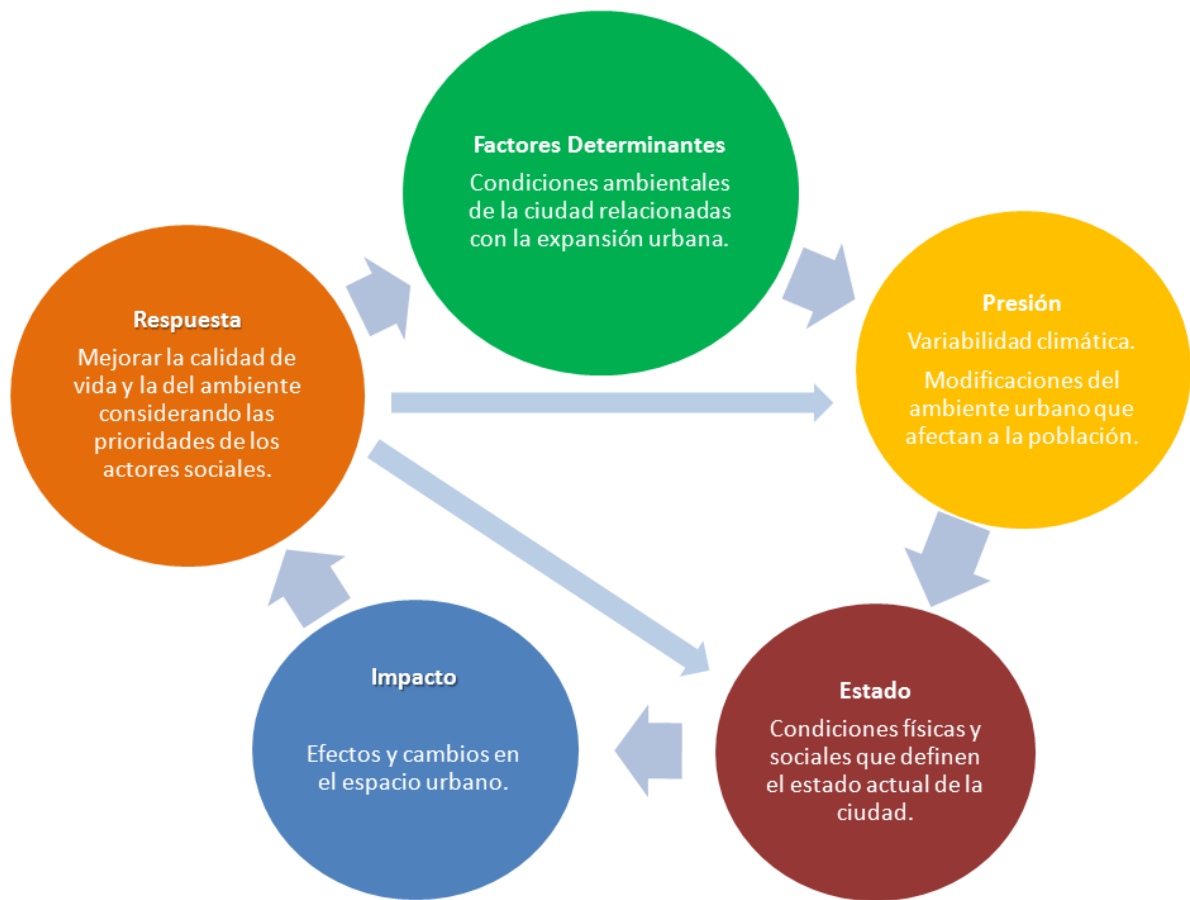 Factores Determinantes
Condiciones ambientales
de la ciudad relacionadas
con la expansión urbana.
Presión
Variabilidad climática.
Modificaciones del
ambiente urbano que
afectan a la población.
Estado
Condiciones físicas y
sociales que definen
el estado actual de la
ciudad.
Impacto
Efectos y cambios en
el espacio urbano.
Respuesta
Mejorar la calidad de
vida y la del ambiente
considerando las
prioridades de los
actores sociales.